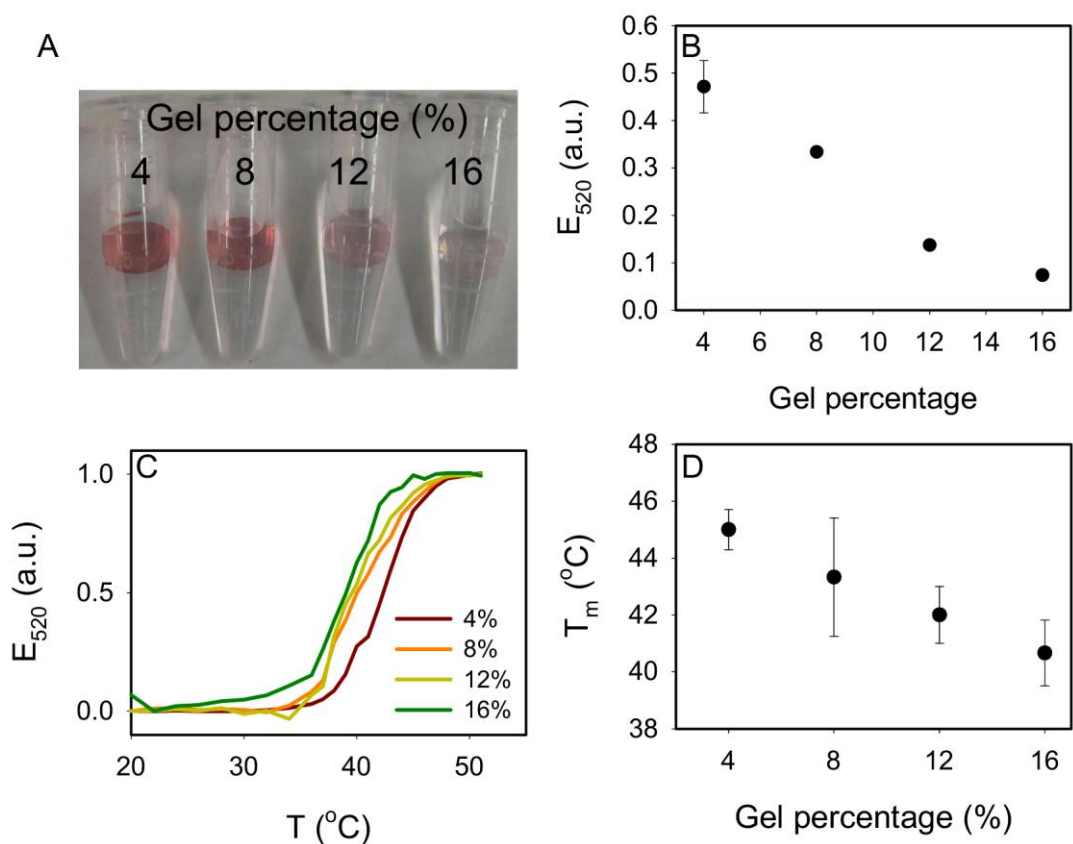 A
Gel percentage (%)
4 8 12 16
B
E520 (a.u.)
0.6
0.5
0.4
0.3
0.2
0.1
0.0
4 6 8 10 12 14 16
Gel percentage
C
E520 (a.u.)
1.0
0.5
0.0
20 30 40 50
T (°C)
4%
8%
12%
16%
D
Tm (°C)
48
46
44
42
40
38
4 8 12 16
Gel percentage (%)